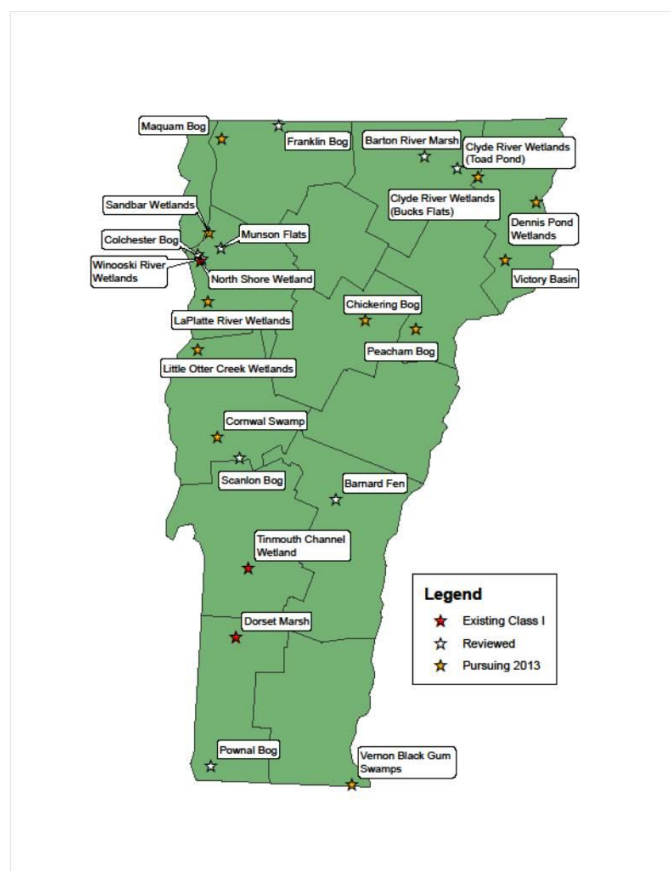 Maquam Bog
Franklin Bog
Barton River Marsh
Clyde River Wetlands
(Toad Pond)
Clyde River Wetlands
(Bucks Flats)
Sandbar Wetlands
Dennis Pond
Wetlands
Colchester Bog
Munson Flats
Winooski River
Wetlands
North Shore Wetland
Victory Basin
LaPlatte River Wetlands
Chickering Bog
Peacham Bog
Little Otter Creek Wetlands
Cornwal Swamp
Scanlon Bog
Barnard Fen
Tinmouth Channel
Wetland
Legend
Existing Class I
Reviewed
Pursuing 2013
Dorset Marsh
Pownal Bog
Vernon Black Gum
Swamps